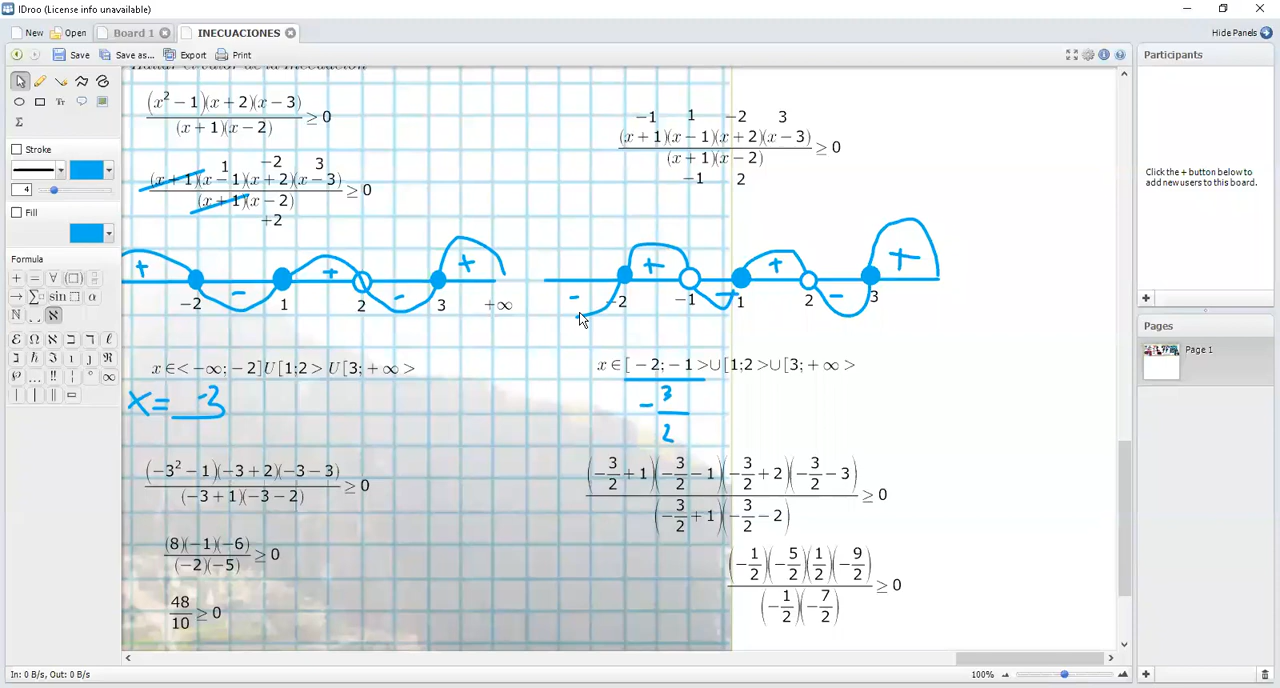 IDroo (License info unavailable)
New Open Board 1 INECUACIONES Hide Panels
Save Save as... Export Print
Participants
Click the + button below to
add new users to this board.
Pages
Page 1
Stroke
4
Fill
Formula
Hallar el valor de la inecuación
(x² − 1)(x + 2)(x − 3)
(x + 1)(x − 2)
≥ 0
1 −2 3
(x + 1)(x − 1)(x + 2)(x − 3)
(x + 1)(x − 2)
≥ 0
+2
+ − + − +
−2 1 2 3 +∞
x ∈ < −∞; −2] U [1;2 > U [3; +∞ >
x = -3
(−3² − 1)(−3 + 2)(−3 − 3)
(−3 + 1)(−3 − 2)
≥ 0
(8)(−1)(−6)
(−2)(−5)
≥ 0
48
10
≥ 0
−1 1 −2 3
(x + 1)(x − 1)(x + 2)(x − 3)
(x + 1)(x − 2)
≥ 0
−1 2
− + − + − +
−2 −1 1 2 3
x ∈ [ −2; −1 > ∪ [1;2 > ∪ [3; +∞ >
− 3
2
(−3/2 + 1)(−3/2 − 1)(−3/2 + 2)(−3/2 − 3)
(−3/2 + 1)(−3/2 − 2)
≥ 0
(−1/2)(−5/2)(1/2)(−9/2)
(−1/2)(−7/2)
≥ 0
100%
In: 0 B/s, Out: 0 B/s